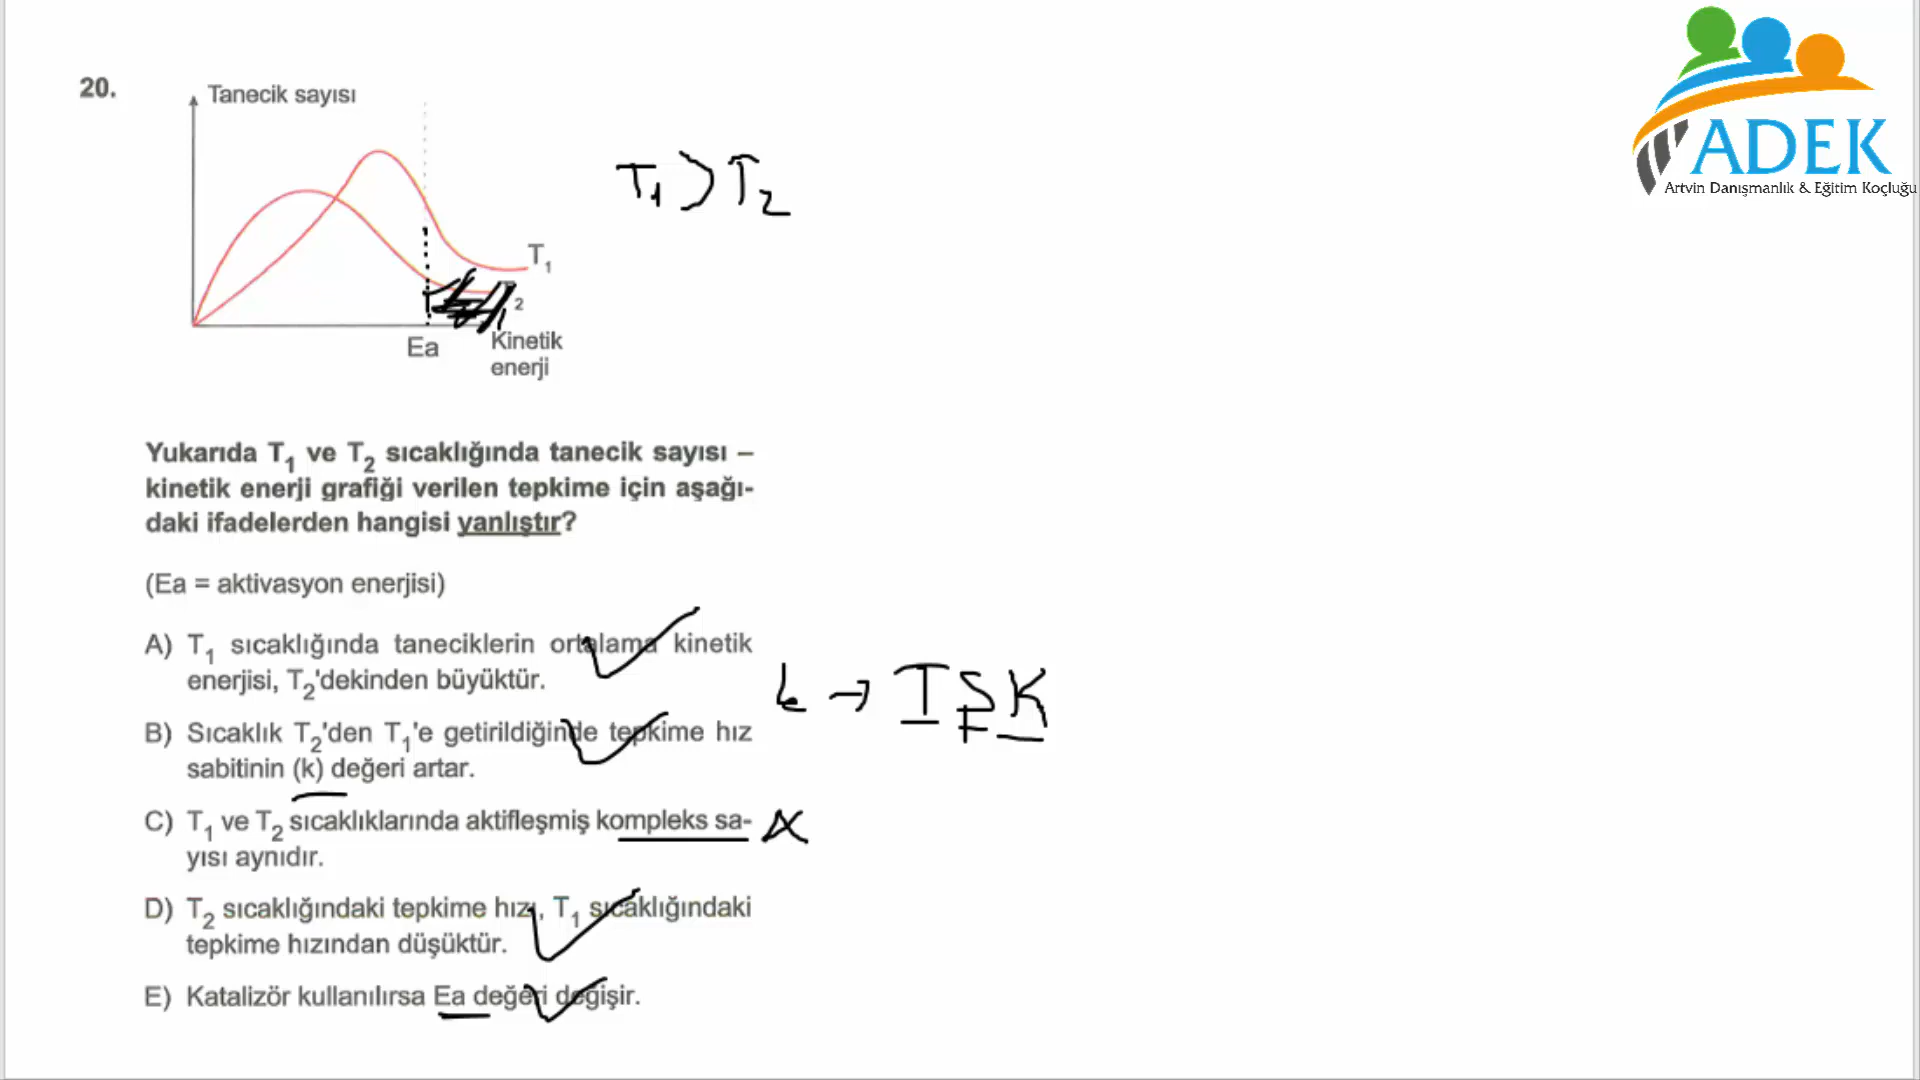 ADEK
Artvin Danışmanlık & Eğitim Koçluğu
20.
Tanecik sayısı
T1 > T2
T1
2
Ea
Kinetik
enerji
Yukarıda T1 ve T2 sıcaklığında tanecik sayısı –
kinetik enerji grafiği verilen tepkime için aşağı-
daki ifadelerden hangisi yanlıştır?
(Ea = aktivasyon enerjisi)
A) T1 sıcaklığında taneciklerin ortalama kinetik
enerjisi, T2'dekinden büyüktür.
k → T S K
B) Sıcaklık T2'den T1'e getirildiğinde tepkime hız
sabitinin (k) değeri artar.
C) T1 ve T2 sıcaklıklarında aktifleşmiş kompleks sa-
yısı aynıdır.
D) T2 sıcaklığındaki tepkime hızı, T1 sıcaklığındaki
tepkime hızından düşüktür.
E) Katalizör kullanılırsa Ea değeri değişir.